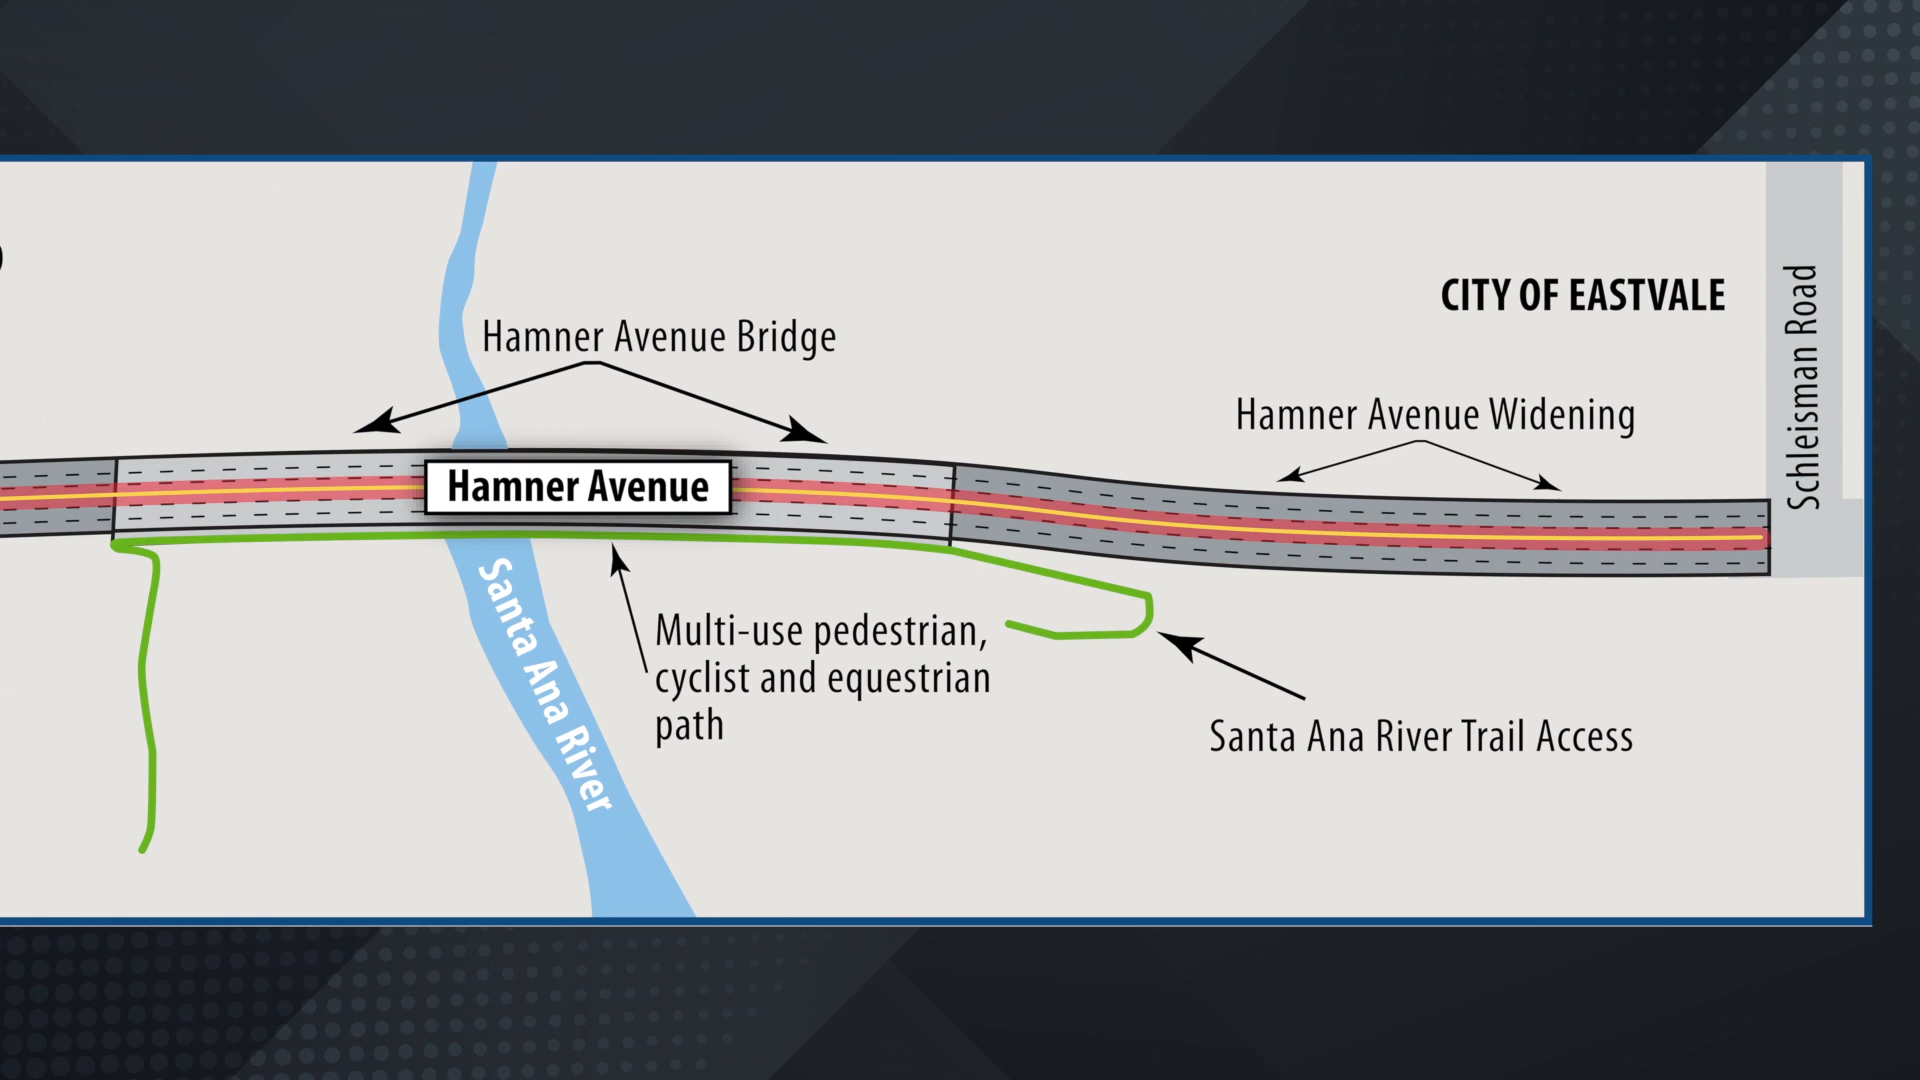 CITY OF EASTVALE
Hamner Avenue Bridge
Hamner Avenue Widening
Schleisman Road
Hamner Avenue
Santa Ana River
Multi-use pedestrian,
cyclist and equestrian
path
Santa Ana River Trail Access